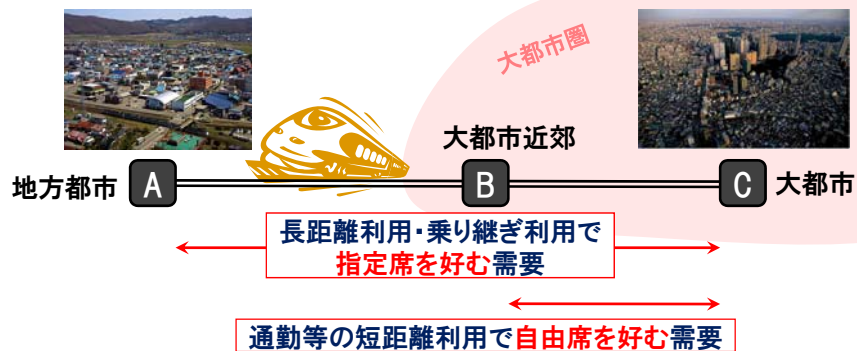 大都市圏
大都市近郊
地方都市 A B C 大都市
長距離利用・乗り継ぎ利用で
指定席を好む需要
通勤等の短距離利用で自由席を好む需要